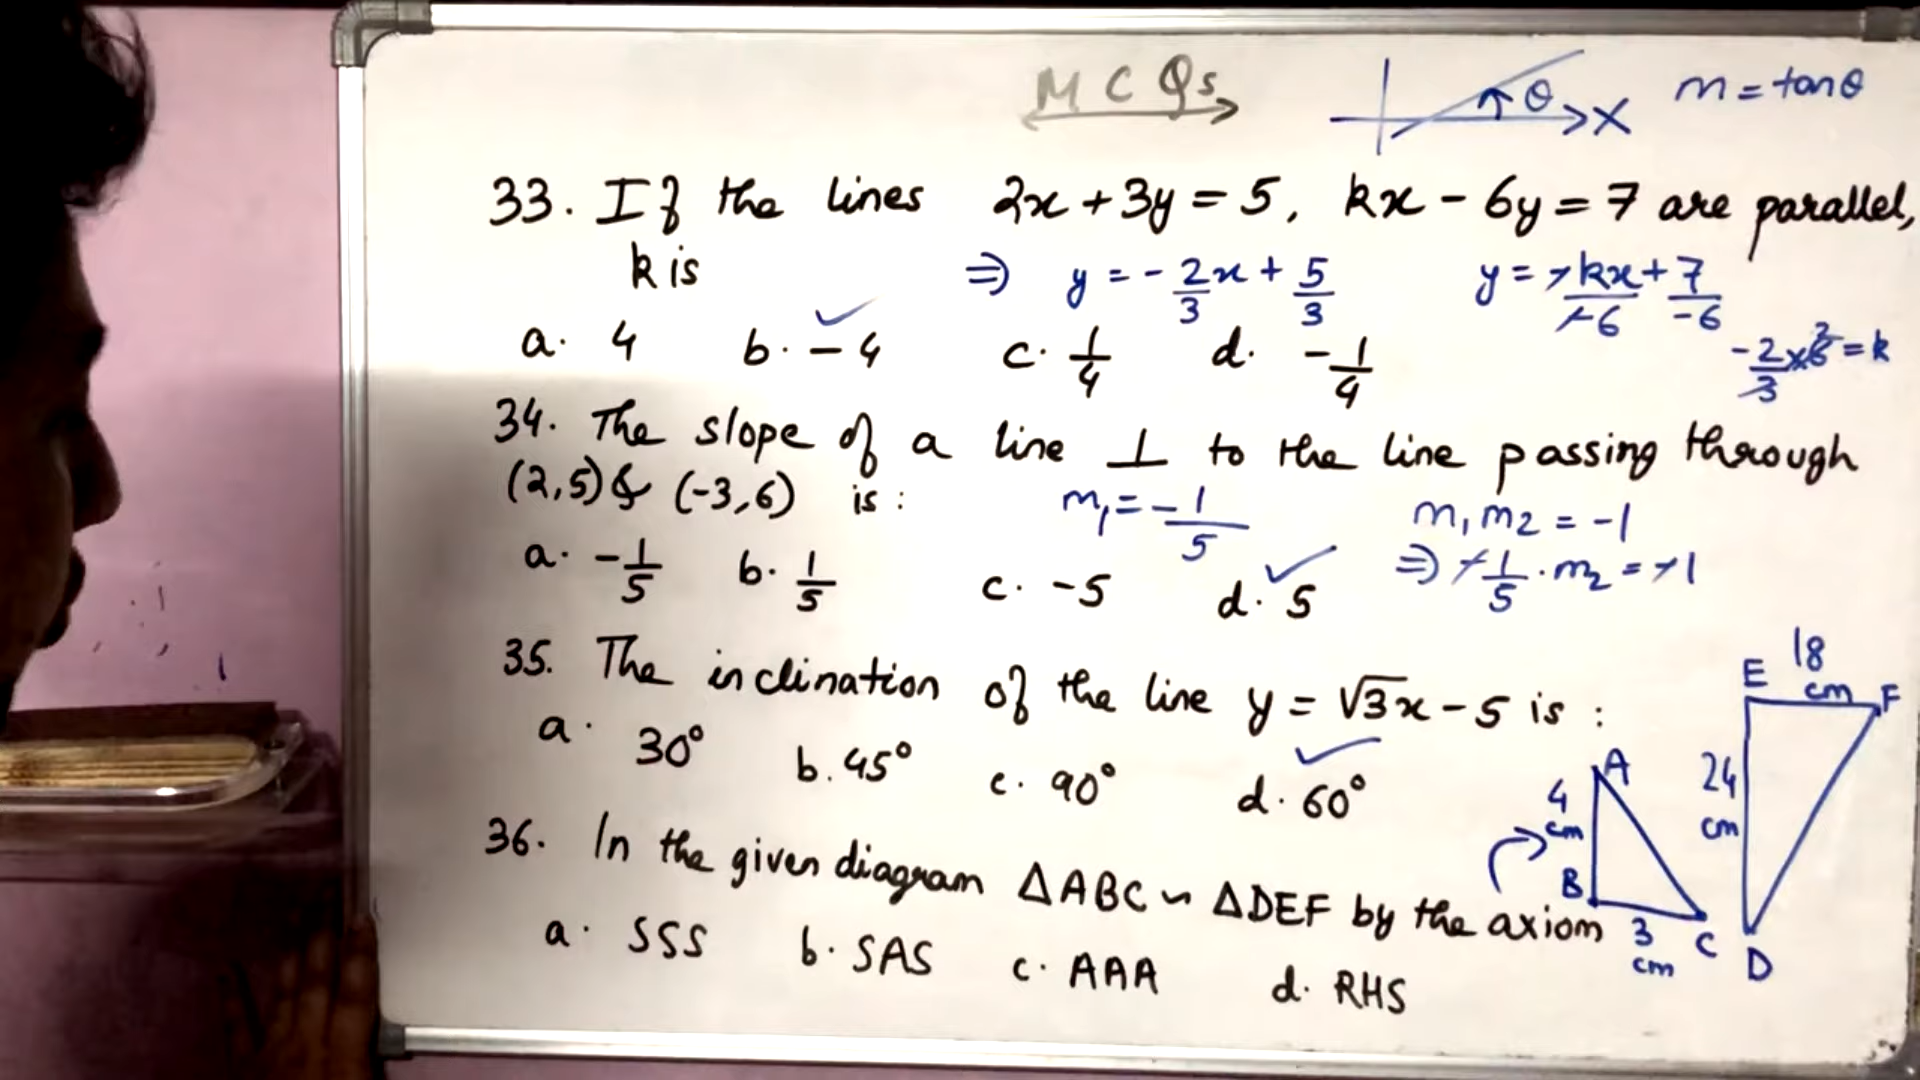 MCQs
θ X m = tanθ
33. If the lines 2x + 3y = 5, kx - 6y = 7 are parallel,
k is ⇒ y = -2/3 x + 5/3 y = -kx/-6 + 7/-6
a. 4 b. -4 ✓ c. 1/4 d. -1/4 -2/3 × 6 2 = k
34. The slope of a line ⊥ to the line passing through
(2,5) & (-3,6) is : m₁ = -1/5 m₁m₂ = -1
a. -1/5 b. 1/5 c. -5 d. 5 ✓ ⇒ -1/5 · m₂ = -1
35. The inclination of the line y = √3x - 5 is :
a. 30° b. 45° c. 90° d. 60° ✓
36. In the given diagram ΔABC ~ ΔDEF by the axiom
a. SSS b. SAS c. AAA d. RHS
A
4 cm
B
3 cm
C
E
18 cm
F
24 cm
D